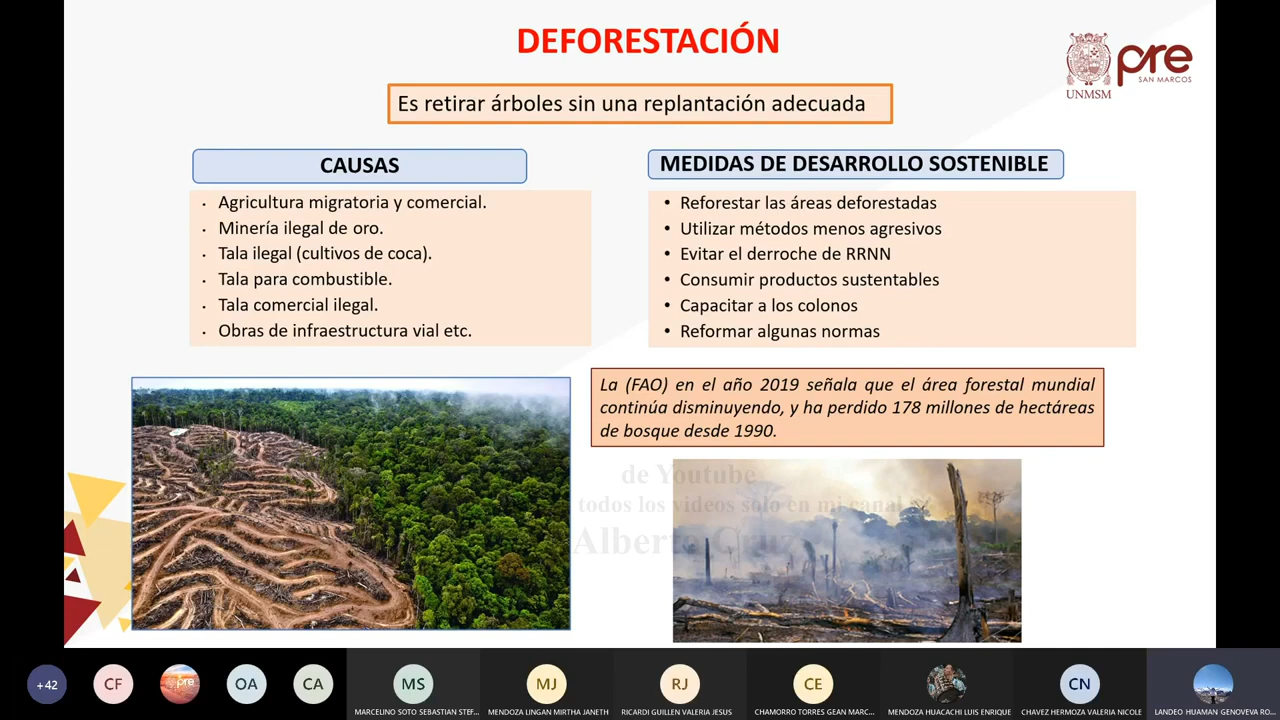 DEFORESTACIÓN
UNMSM
pre
SAN MARCOS
Es retirar árboles sin una replantación adecuada
CAUSAS
• Agricultura migratoria y comercial.
• Minería ilegal de oro.
• Tala ilegal (cultivos de coca).
• Tala para combustible.
• Tala comercial ilegal.
• Obras de infraestructura vial etc.
MEDIDAS DE DESARROLLO SOSTENIBLE
• Reforestar las áreas deforestadas
• Utilizar métodos menos agresivos
• Evitar el derroche de RRNN
• Consumir productos sustentables
• Capacitar a los colonos
• Reformar algunas normas
La (FAO) en el año 2019 señala que el área forestal mundial
continúa disminuyendo, y ha perdido 178 millones de hectáreas
de bosque desde 1990.
de Youtube
todos los videos solo en mi canal
Alberto Cruz
+42
CF
pre
OA
CA
MS
MARCELINO SOTO SEBASTIAN STEF...
MJ
MENDOZA LINGAN MIRTHA JANETH
RJ
RICARDI GUILLEN VALERIA JESUS
CE
CHAMORRO TORRES GEAN MARC...
MENDOZA HUACACHI LUIS ENRIQUE
CN
CHAVEZ HERMOZA VALERIA NICOLE
LANDEO HUAMAN GENOVEVA RO...